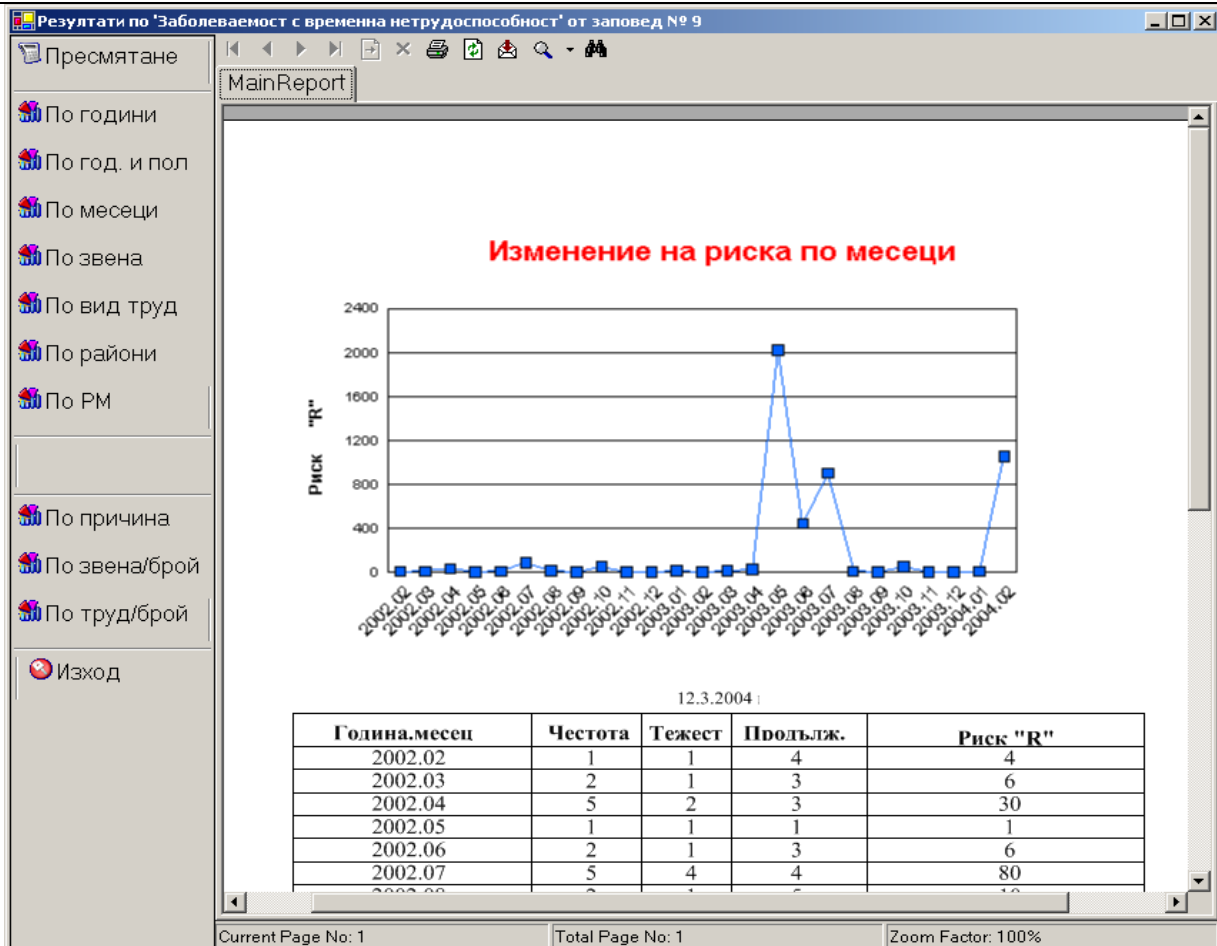 Резултати по 'Заболеваемост с временна нетрудоспособност' от заповед № 9
Пресмятане
По години
По год. и пол
По месеци
По звена
По вид труд
По райони
По РМ
По причина
По звена/брой
По труд/брой
Изход
MainReport
Изменение на риска по месеци
Риск "R"
2400
2000
1600
1200
800
400
0
2002.02 2002.03 2002.04 2002.05 2002.06 2002.07 2002.08 2002.09 2002.10 2002.11 2002.12 2003.01 2003.02 2003.03 2003.04 2003.05 2003.06 2003.07 2003.08 2003.09 2003.10 2003.11 2003.12 2004.01 2004.02
12.3.2004
Година.месец Честота Тежест Продълж. Риск "R"
2002.02 1 1 4 4
2002.03 2 1 3 6
2002.04 5 2 3 30
2002.05 1 1 1 1
2002.06 2 1 3 6
2002.07 5 4 4 80
Current Page No: 1 Total Page No: 1 Zoom Factor: 100%